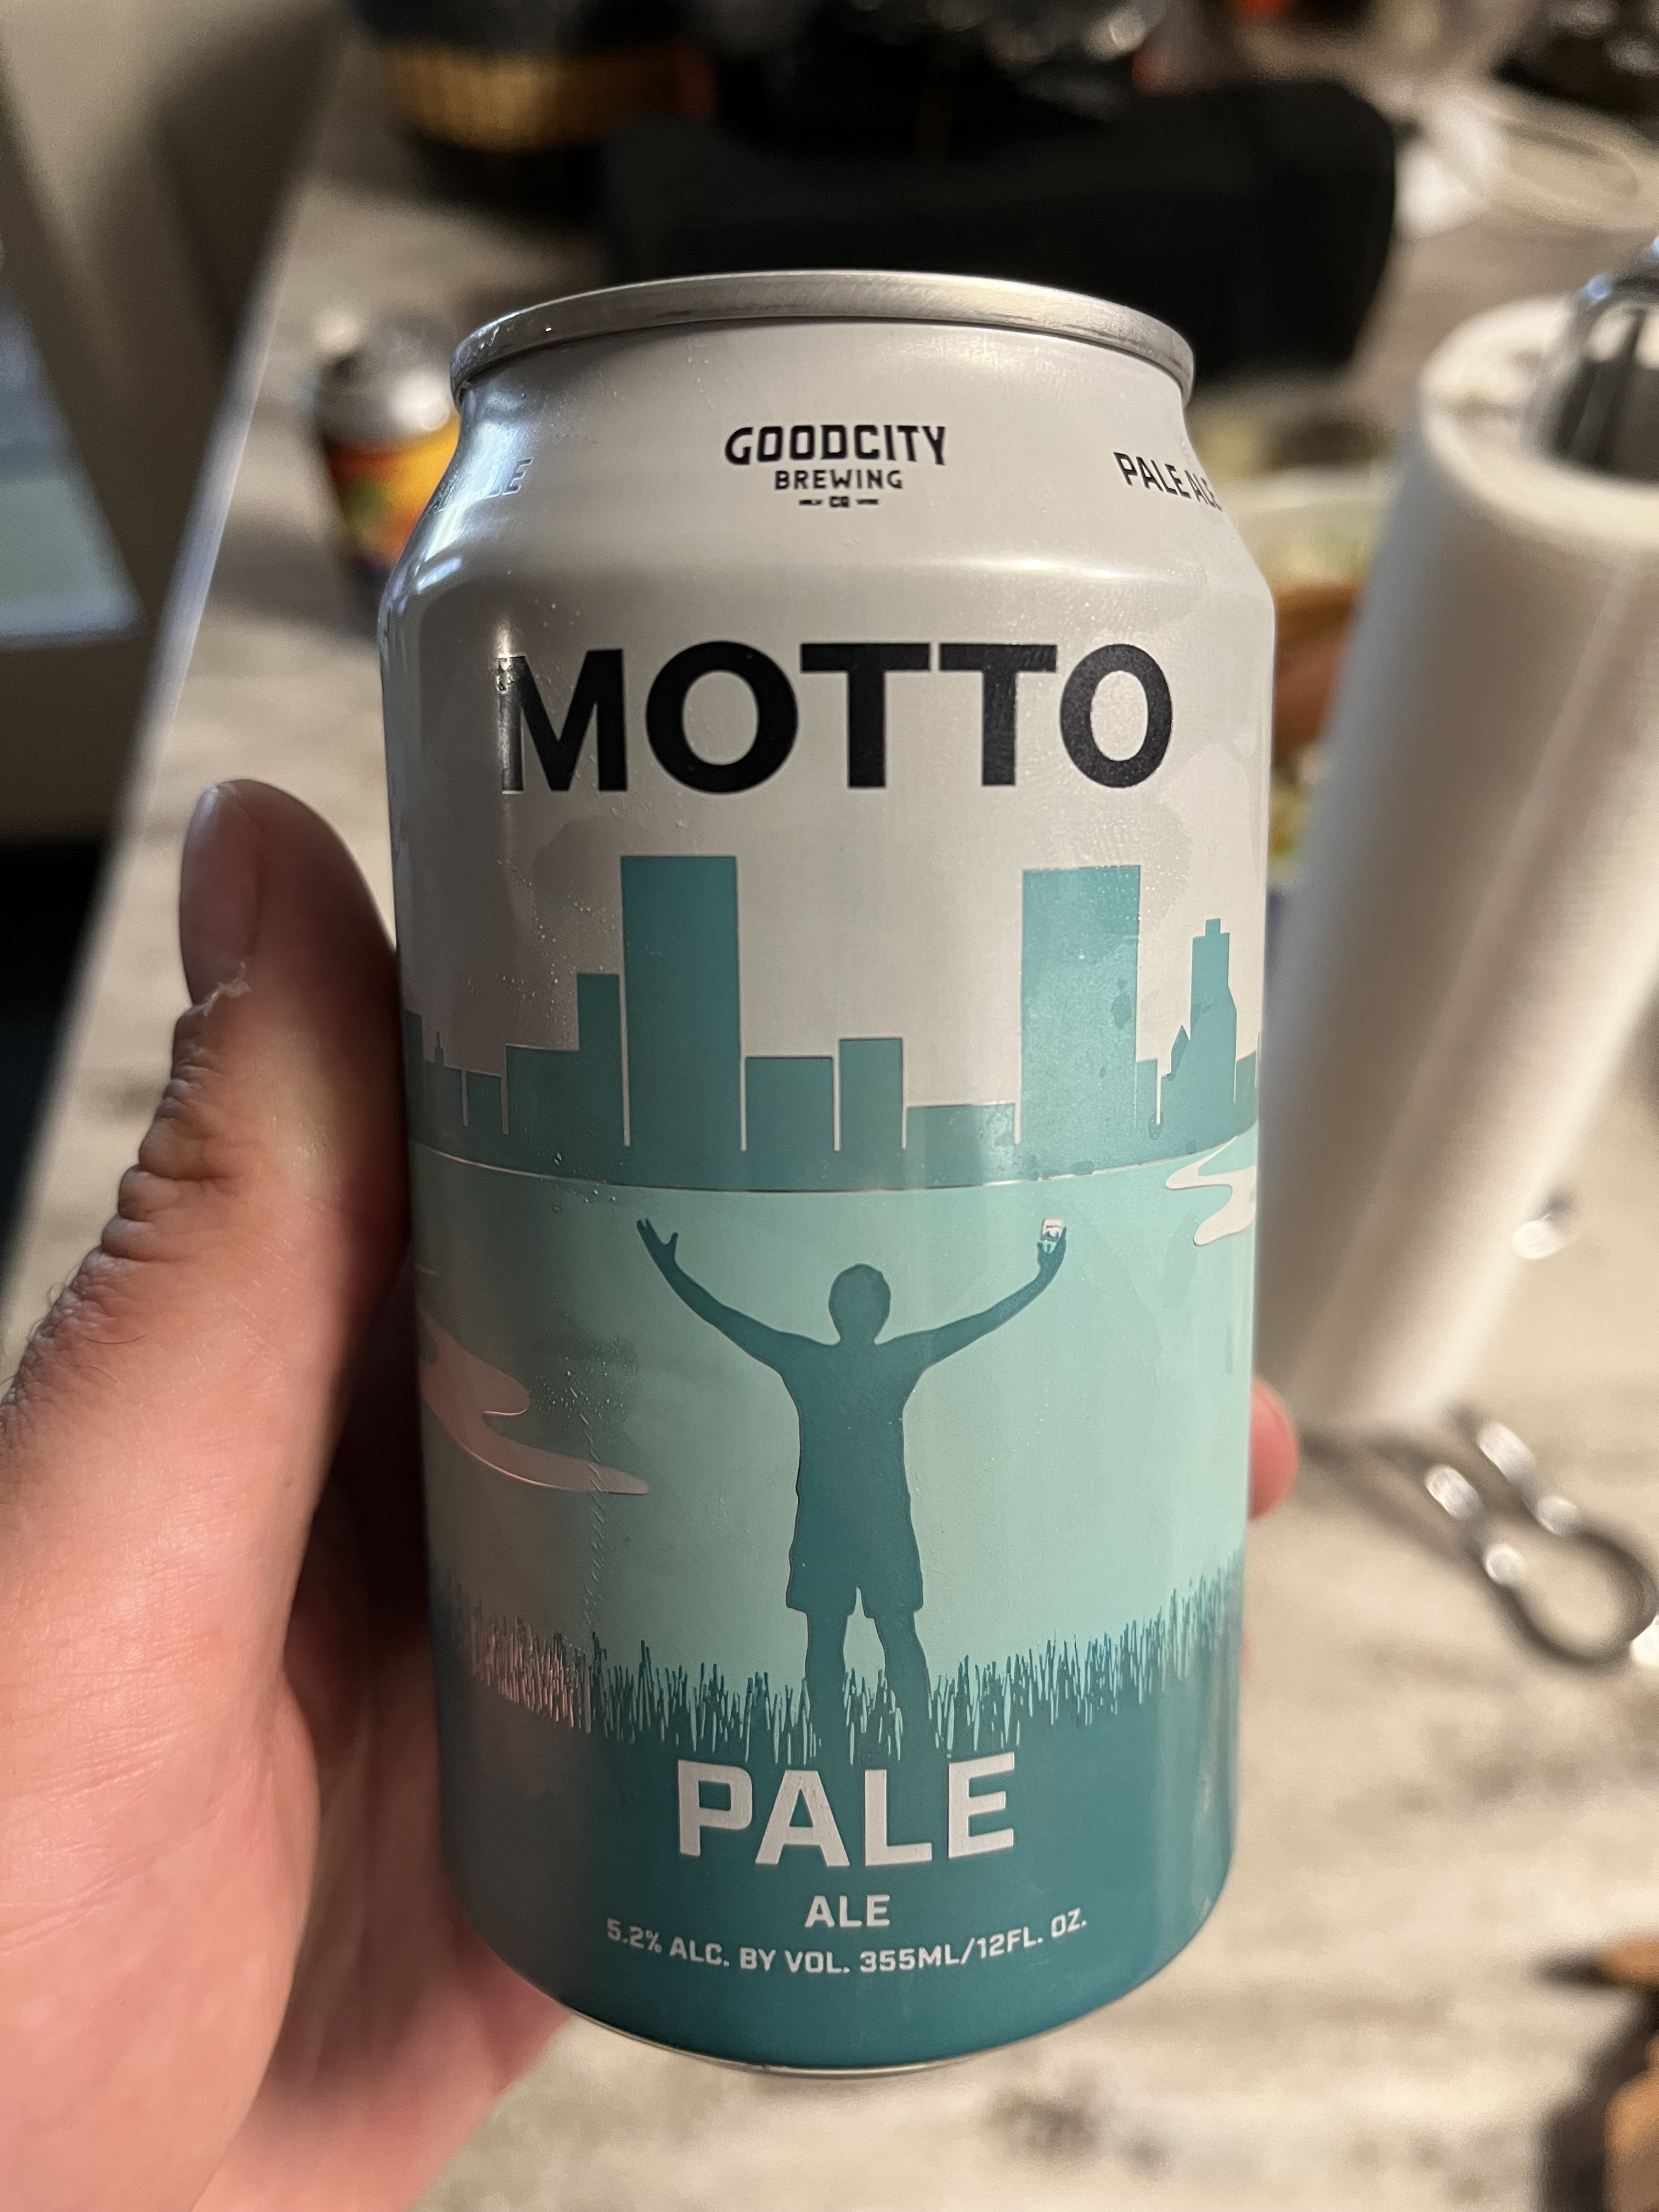 GOODCITY
BREWING
CO
PALE ALE
MOTTO
PALE
ALE
5.2% ALC. BY VOL. 355ML/12FL. OZ.